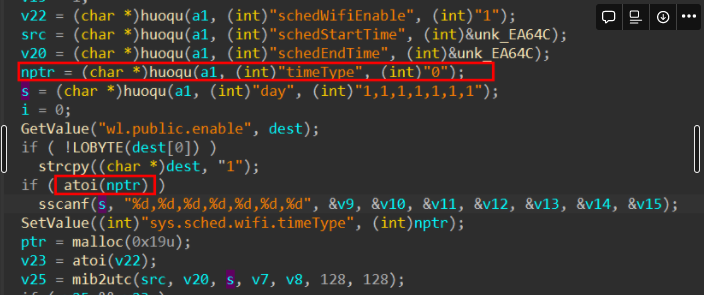 v22 = (char *)huoqu(a1, (int)"schedWifiEnable", (int)"1");
src = (char *)huoqu(a1, (int)"schedStartTime", (int)&unk_EA64C);
v20 = (char *)huoqu(a1, (int)"schedEndTime", (int)&unk_EA64C);
nptr = (char *)huoqu(a1, (int)"timeType", (int)"0");
s = (char *)huoqu(a1, (int)"day", (int)"1,1,1,1,1,1,1");
i = 0;
GetValue("wl.public.enable", dest);
if ( !LOBYTE(dest[0]) )
strcpy((char *)dest, "1");
if ( atoi(nptr) )
sscanf(s, "%d,%d,%d,%d,%d,%d,%d", &v9, &v10, &v11, &v12, &v13, &v14, &v15);
SetValue((int)"sys.sched.wifi.timeType", (int)nptr);
ptr = malloc(0x19u);
v23 = atoi(v22);
v25 = mib2utc(src, v20, s, v7, v8, 128, 128);